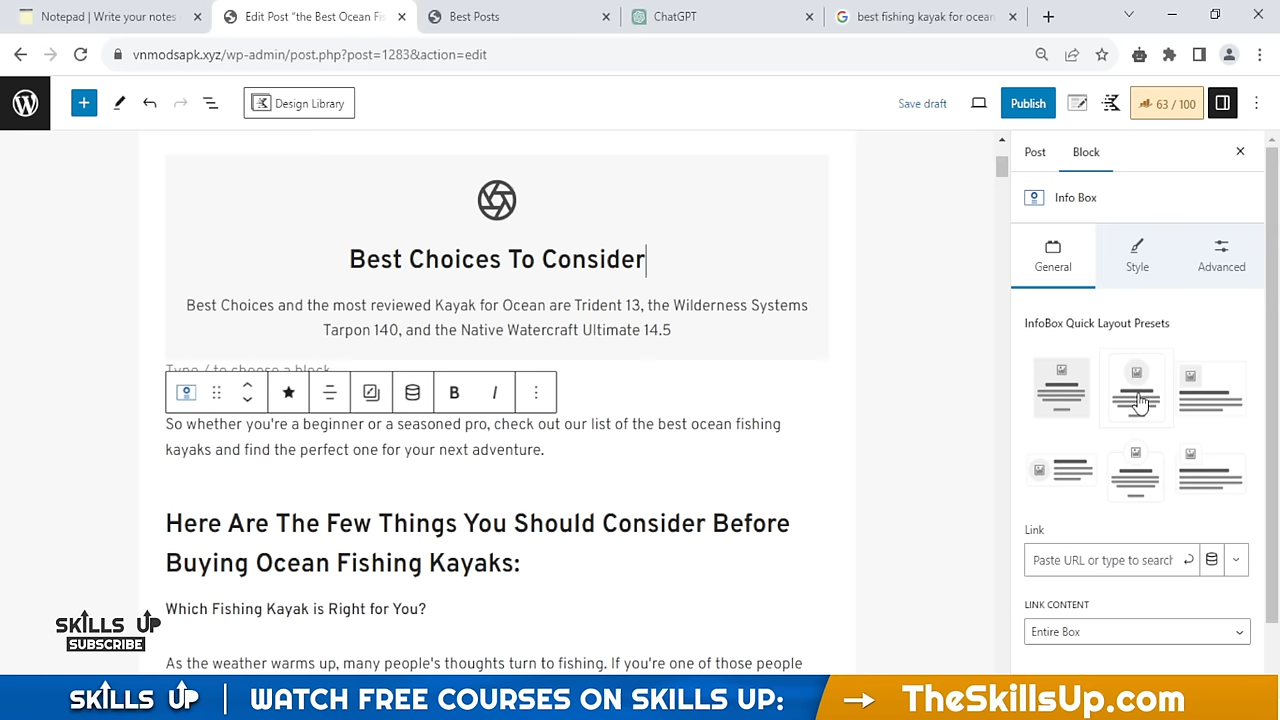 Notepad | Write your notes
Edit Post "the Best Ocean Fis
Best Posts
ChatGPT
best fishing kayak for ocean
vnmodsapk.xyz/wp-admin/post.php?post=1283&action=edit
Design Library
Save draft
Publish
63 / 100
Post
Block
Info Box
General
Style
Advanced
Best Choices To Consider
Best Choices and the most reviewed Kayak for Ocean are Trident 13, the Wilderness Systems
Tarpon 140, and the Native Watercraft Ultimate 14.5
Type / to choose a block
B
I
So whether you're a beginner or a seasoned pro, check out our list of the best ocean fishing
kayaks and find the perfect one for your next adventure.
Here Are The Few Things You Should Consider Before
Buying Ocean Fishing Kayaks:
Which Fishing Kayak is Right for You?
As the weather warms up, many people's thoughts turn to fishing. If you're one of those people
InfoBox Quick Layout Presets
Link
Paste URL or type to search
LINK CONTENT
Entire Box
SKILLS UP
SUBSCRIBE
SKILLS UP
WATCH FREE COURSES ON SKILLS UP:
TheSkillsUp.com